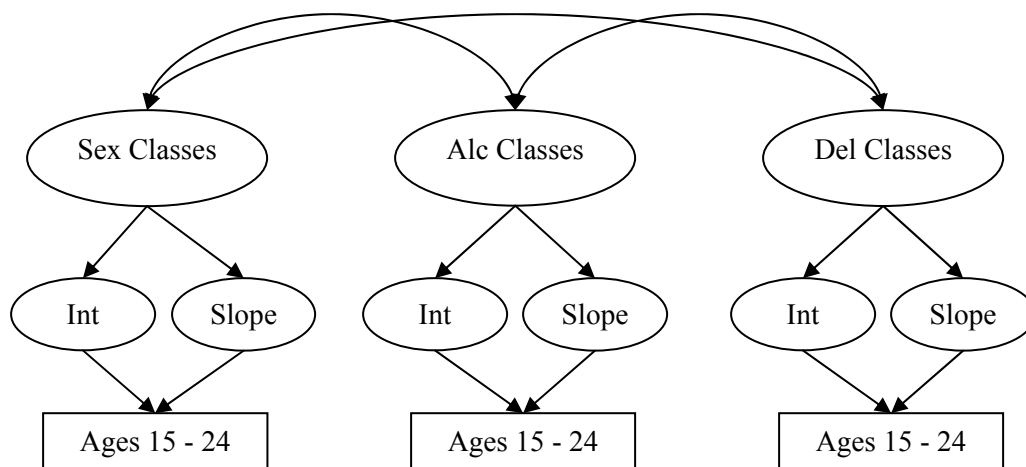 Sex Classes
Alc Classes
Del Classes
Int
Slope
Int
Slope
Int
Slope
Ages 15 - 24
Ages 15 - 24
Ages 15 - 24